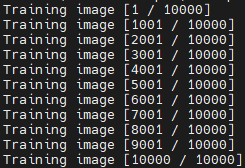 Training image [1 / 10000]
Training image [1001 / 10000]
Training image [2001 / 10000]
Training image [3001 / 10000]
Training image [4001 / 10000]
Training image [5001 / 10000]
Training image [6001 / 10000]
Training image [7001 / 10000]
Training image [8001 / 10000]
Training image [9001 / 10000]
Training image [10000 / 10000]